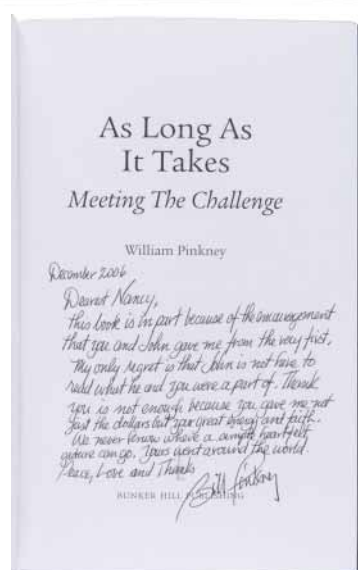 As Long As
It Takes
Meeting The Challenge
William Pinkney
December 2006
Dearest Nancy,
This book is in part because of the encouragement
that you and John gave me from the very first.
My only regret is that John is not here to
read what he and you were a part of. Thank
you is not enough because you gave me not
just the dollars but your great energy and faith.
We never know where a simple heartfelt
gesture can go. Yours went around the world.
Peace, Love and Thanks
BUNKER HILL PUBLISHING
Bill Pinkney